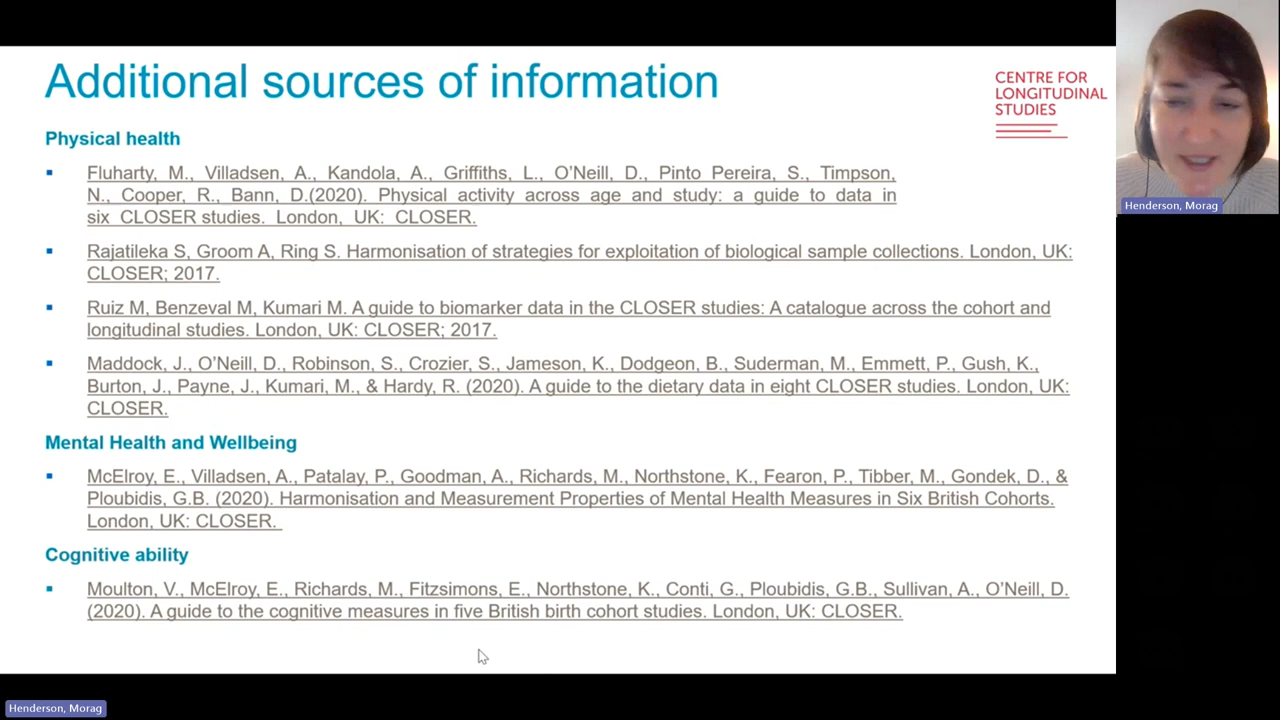 Additional sources of information
CENTRE FOR
LONGITUDINAL
STUDIES
Physical health
Fluharty, M., Villadsen, A., Kandola, A., Griffiths, L., O'Neill, D., Pinto Pereira, S., Timpson,
N., Cooper, R., Bann, D.(2020). Physical activity across age and study: a guide to data in
six CLOSER studies. London, UK: CLOSER.
Rajatileka S, Groom A, Ring S. Harmonisation of strategies for exploitation of biological sample collections. London, UK:
CLOSER; 2017.
Ruiz M, Benzeval M, Kumari M. A guide to biomarker data in the CLOSER studies: A catalogue across the cohort and
longitudinal studies. London, UK: CLOSER; 2017.
Maddock, J., O'Neill, D., Robinson, S., Crozier, S., Jameson, K., Dodgeon, B., Suderman, M., Emmett, P., Gush, K.,
Burton, J., Payne, J., Kumari, M., & Hardy, R. (2020). A guide to the dietary data in eight CLOSER studies. London, UK:
CLOSER.
Mental Health and Wellbeing
McElroy, E., Villadsen, A., Patalay, P., Goodman, A., Richards, M., Northstone, K., Fearon, P., Tibber, M., Gondek, D., &
Ploubidis, G.B. (2020). Harmonisation and Measurement Properties of Mental Health Measures in Six British Cohorts.
London, UK: CLOSER.
Cognitive ability
Moulton, V., McElroy, E., Richards, M., Fitzsimons, E., Northstone, K., Conti, G., Ploubidis, G.B., Sullivan, A., O'Neill, D.
(2020). A guide to the cognitive measures in five British birth cohort studies. London, UK: CLOSER.
Henderson, Morag
Henderson, Morag